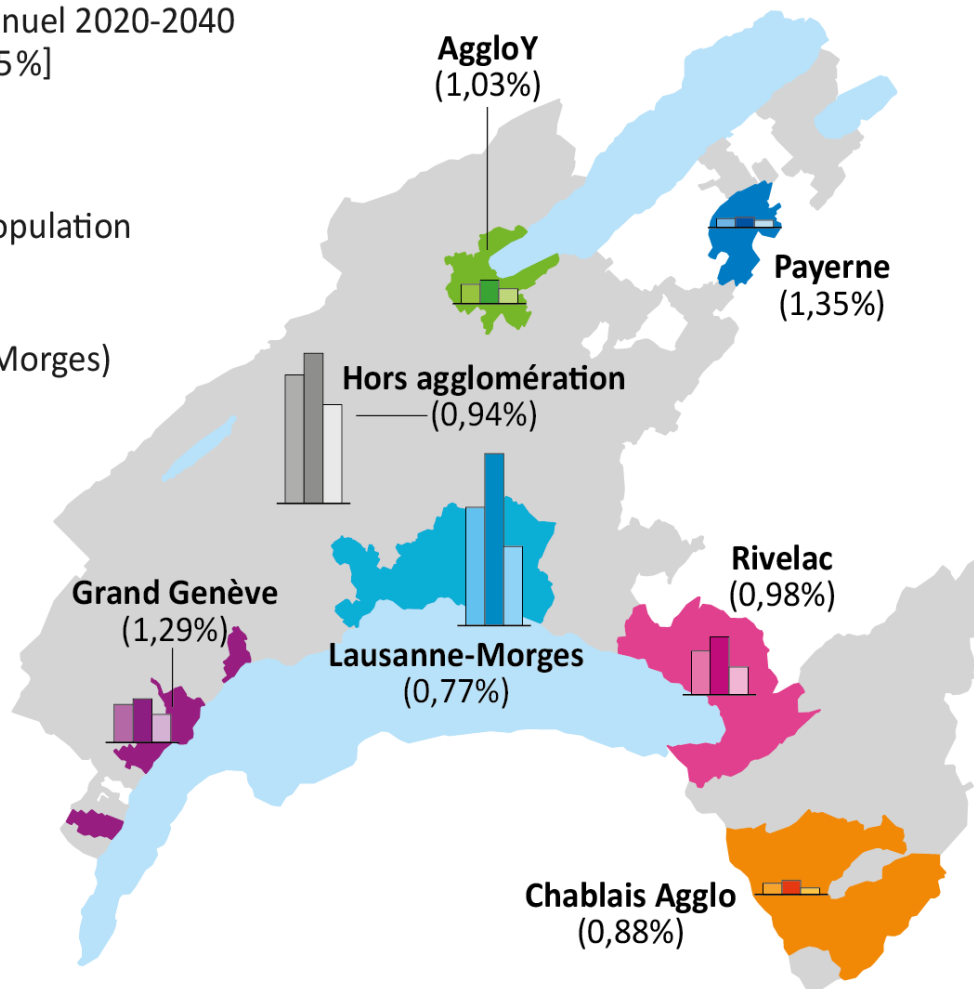 nuel 2020-2040
5%]
AggloY
(1,03%)
opulation
Payerne
(1,35%)
Morges)
Hors agglomération
(0,94%)
Rivelac
(0,98%)
Grand Genève
(1,29%)
Lausanne-Morges
(0,77%)
Chablais Agglo
(0,88%)